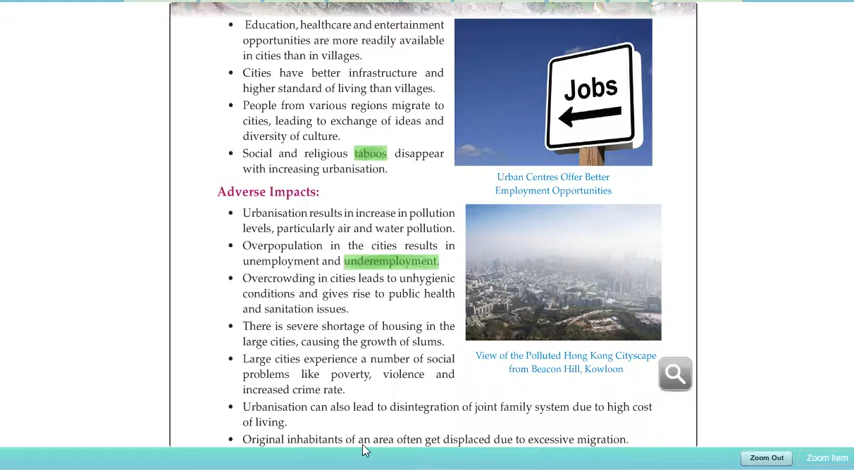 • Education, healthcare and entertainment
opportunities are more readily available
in cities than in villages.
• Cities have better infrastructure and
higher standard of living than villages.
• People from various regions migrate to
cities, leading to exchange of ideas and
diversity of culture.
• Social and religious taboos disappear
with increasing urbanisation.
Jobs
Urban Centres Offer Better
Employment Opportunities
Adverse Impacts:
• Urbanisation results in increase in pollution
levels, particularly air and water pollution.
• Overpopulation in the cities results in
unemployment and underemployment.
• Overcrowding in cities leads to unhygienic
conditions and gives rise to public health
and sanitation issues.
• There is severe shortage of housing in the
large cities, causing the growth of slums.
• Large cities experience a number of social
problems like poverty, violence and
increased crime rate.
View of the Polluted Hong Kong Cityscape
from Beacon Hill, Kowloon
• Urbanisation can also lead to disintegration of joint family system due to high cost
of living.
• Original inhabitants of an area often get displaced due to excessive migration.
Zoom Out
Zoom Item